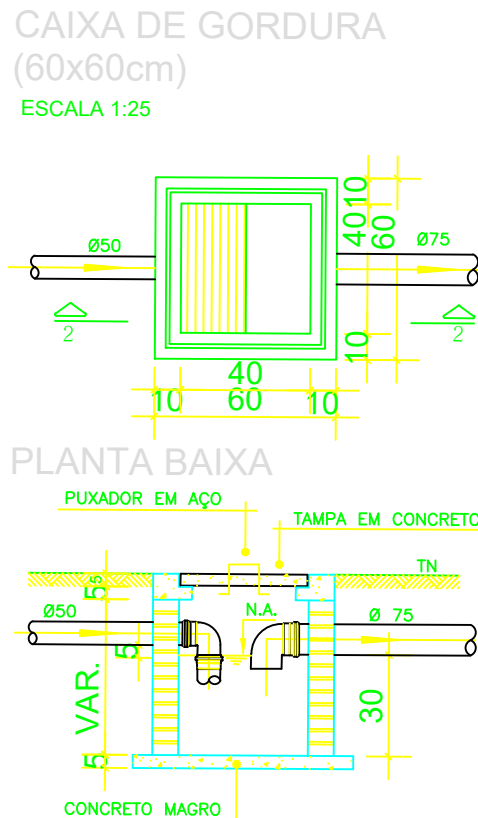 CAIXA DE GORDURA
(60x60cm)
ESCALA 1:25
Ø50
10
40
60
Ø75
10
2
2
40
10
60
10
PLANTA BAIXA
PUXADOR EM AÇO
TAMPA EM CONCRETO
TN
5
5
Ø50
N.A.
Ø 75
5
VAR.
30
5
CONCRETO MAGRO